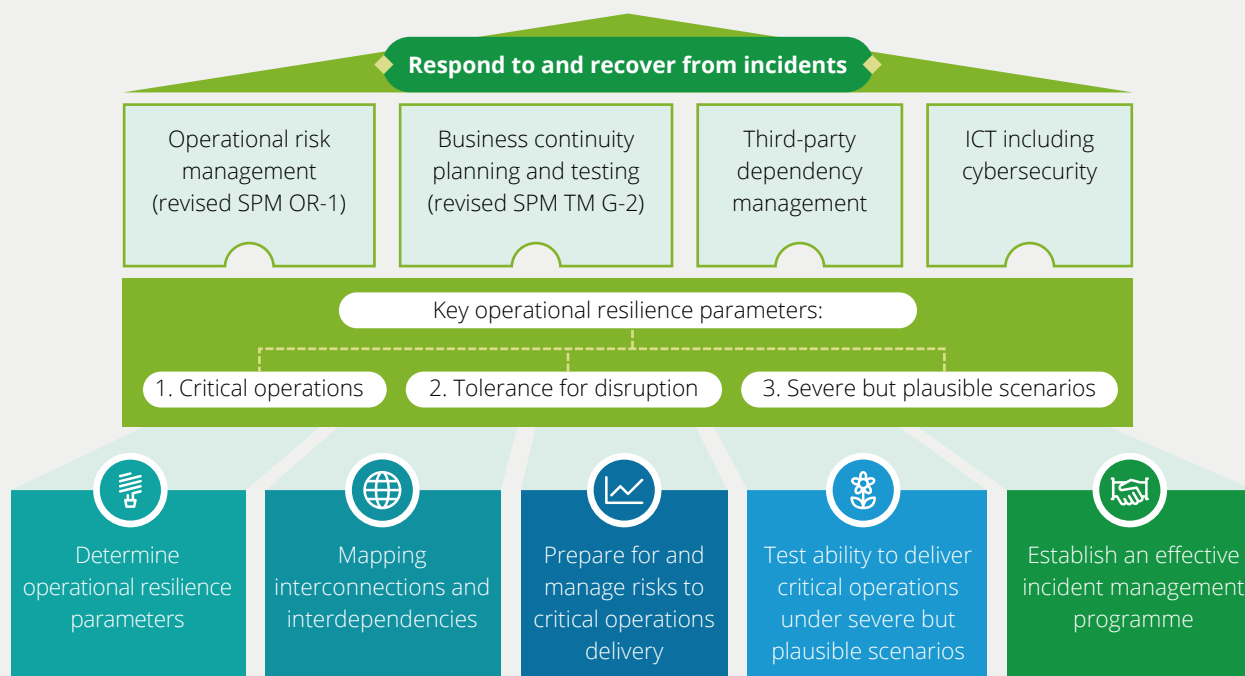 Respond to and recover from incidents
Operational risk
management
(revised SPM OR-1)
Business continuity
planning and testing
(revised SPM TM G-2)
Third-party
dependency
management
ICT including
cybersecurity
Key operational resilience parameters:
1. Critical operations
2. Tolerance for disruption
3. Severe but plausible scenarios
Determine
operational resilience
parameters
Mapping
interconnections and
interdependencies
Prepare for and
manage risks to
critical operations
delivery
Test ability to deliver
critical operations
under severe but
plausible scenarios
Establish an effective
incident management
programme